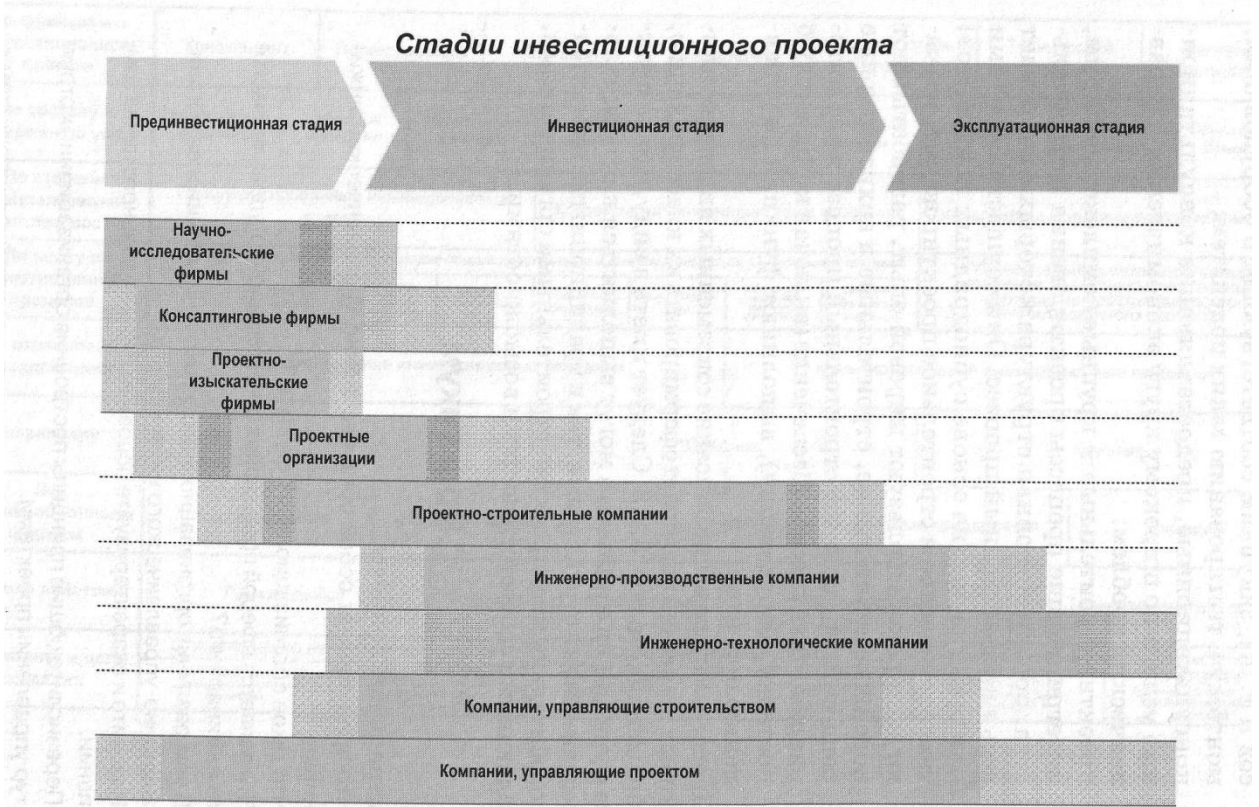 Стадии инвестиционного проекта
Прединвестиционная стадия
Инвестиционная стадия
Эксплуатационная стадия
Научно-
исследовательские
фирмы
Консалтинговые фирмы
Проектно-
изыскательские
фирмы
Проектные
организации
Проектно-строительные компании
Инженерно-производственные компании
Инженерно-технологические компании
Компании, управляющие строительством
Компании, управляющие проектом